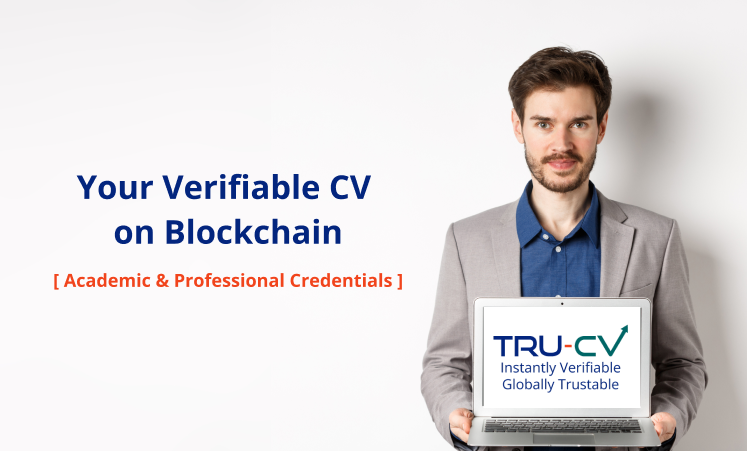 Your Verifiable CV
on Blockchain
[ Academic & Professional Credentials ]
TRU-CV
Instantly Verifiable
Globally Trustable